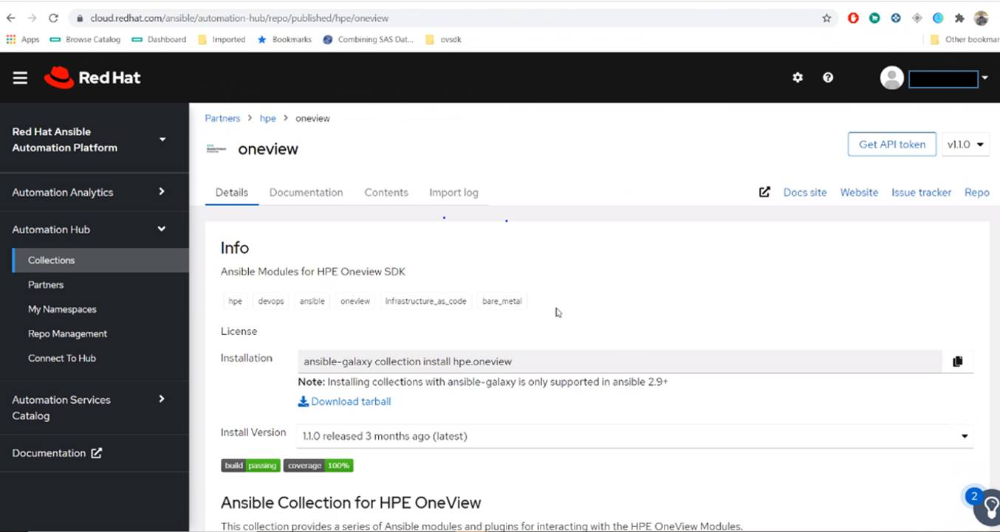 cloud.redhat.com/ansible/automation-hub/repo/published/hpe/oneview
Apps Browse Catalog Dashboard Imported Bookmarks Combining SAS Dat... ovsdk Other bookmar
Red Hat
Red Hat Ansible
Automation Platform
Automation Analytics
Automation Hub
Collections
Partners
My Namespaces
Repo Management
Connect To Hub
Automation Services
Catalog
Documentation
Partners > hpe > oneview
oneview
Get API token v1.1.0
Details Documentation Contents Import log Docs site Website Issue tracker Repo
Info
Ansible Modules for HPE Oneview SDK
hpe devops ansible oneview infrastructure_as_code bare_metal
License
Installation ansible-galaxy collection install hpe.oneview
Note: Installing collections with ansible-galaxy is only supported in ansible 2.9+
Download tarball
Install Version 1.1.0 released 3 months ago (latest)
build passing coverage 100%
2
Ansible Collection for HPE OneView
This collection provides a series of Ansible modules and plugins for interacting with the HPE OneView Modules.